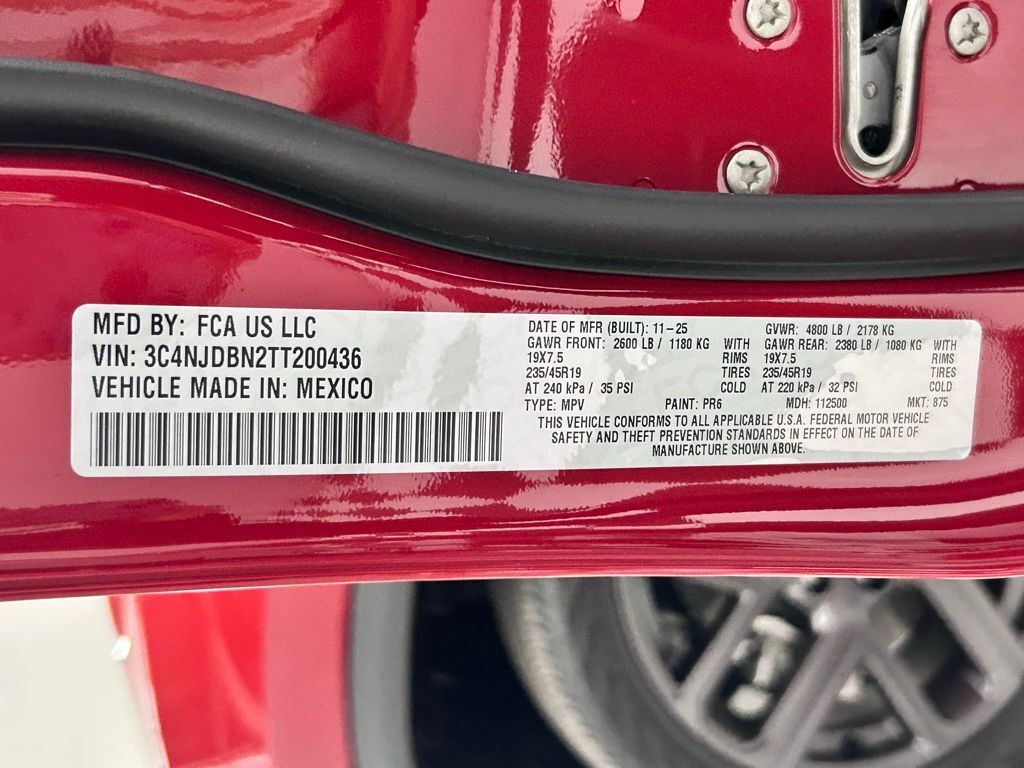 MFD BY: FCA US LLC
VIN: 3C4NJDBN2TT200436
VEHICLE MADE IN: MEXICO
DATE OF MFR (BUILT): 11-25 GVWR: 4800 LB / 2178 KG
GAWR FRONT: 2600 LB / 1180 KG WITH GAWR REAR: 2380 LB / 1080 KG WITH
19X7.5 RIMS 19X7.5 RIMS
235/45R19 TIRES 235/45R19 TIRES
AT 240 kPa / 35 PSI COLD AT 220 kPa / 32 PSI COLD
TYPE: MPV PAINT: PR6 MDH: 112500 MKT: 875
THIS VEHICLE CONFORMS TO ALL APPLICABLE U.S.A. FEDERAL MOTOR VEHICLE
SAFETY AND THEFT PREVENTION STANDARDS IN EFFECT ON THE DATE OF
MANUFACTURE SHOWN ABOVE.